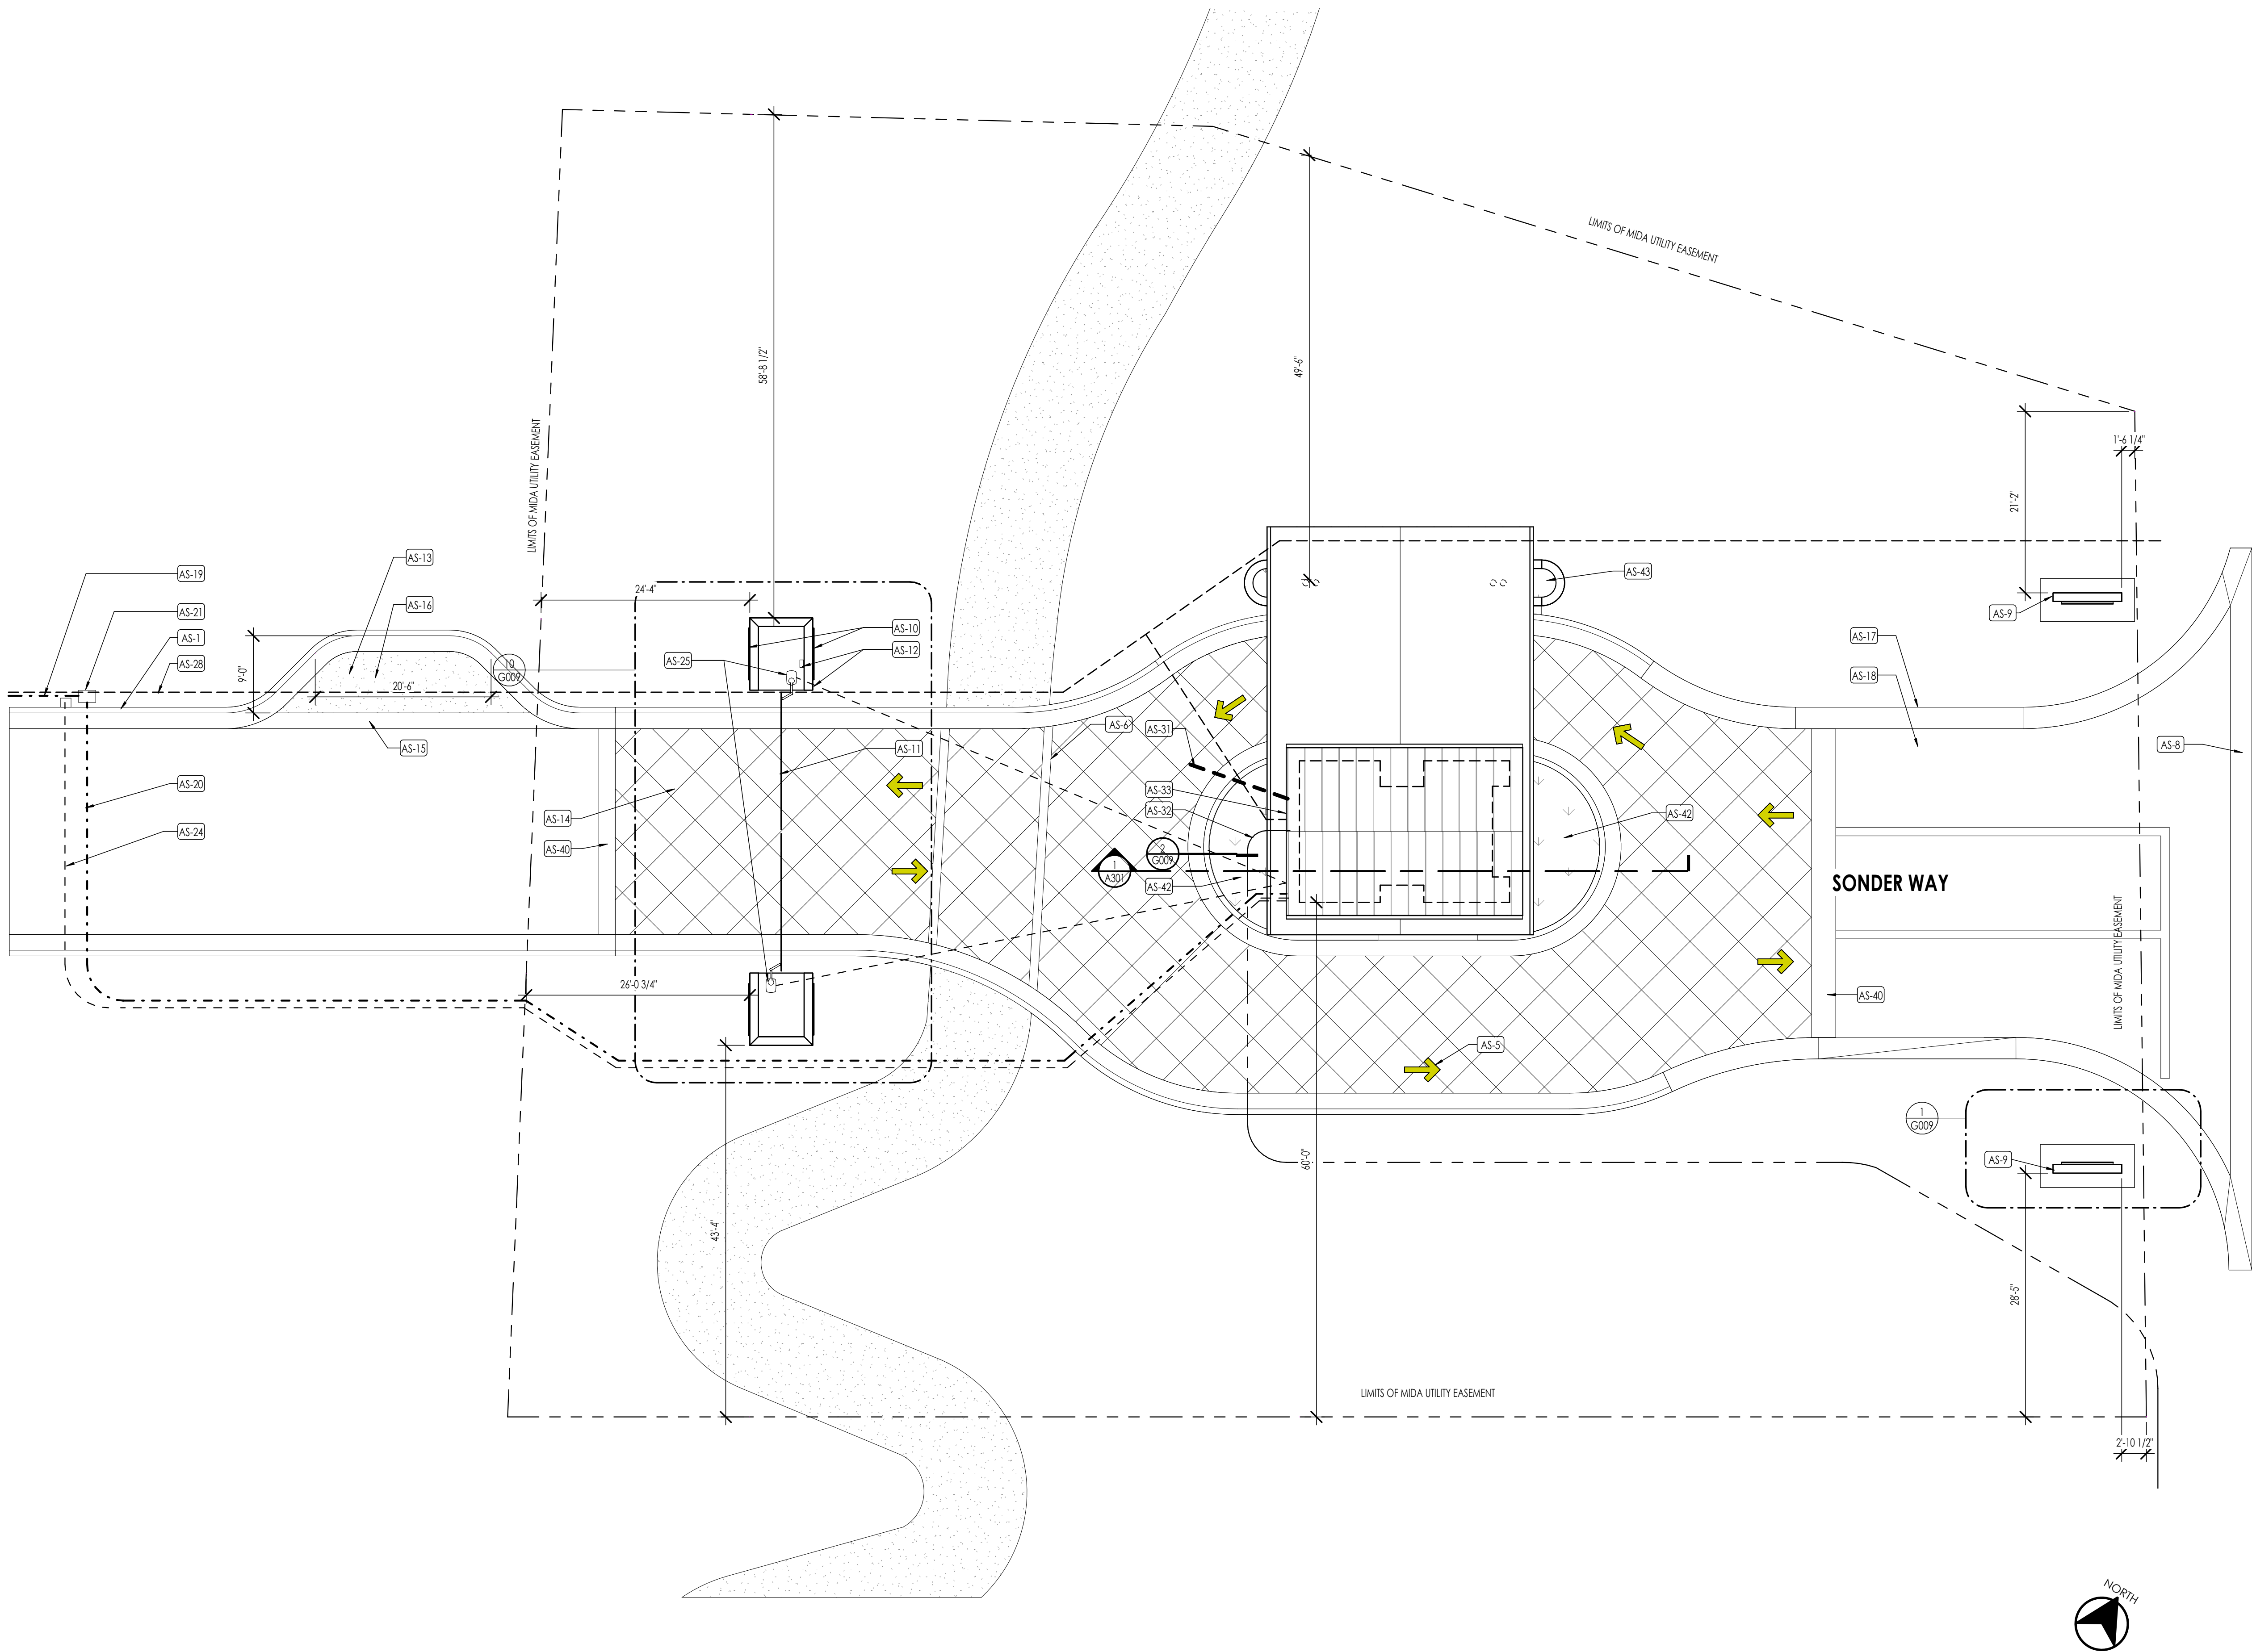 LIMITS OF MIDA UTILITY EASEMENT
58'-8 1/2"
49'-6"
LIMITS OF MIDA UTILITY EASEMENT
1'-6 1/4"
21'-2"
AS-13
AS-19
AS-43
24'-4"
AS-16
AS-21
AS-9
AS-10
AS-1
AS-17
AS-12
AS-25
AS-28
10
G009
9'-0"
AS-18
20'-6"
AS-6
AS-31
AS-15
AS-11
AS-8
AS-20
AS-33
AS-32
AS-42
AS-14
AS-24
AS-40
2
G009
1
A301
AS-42
SONDER WAY
LIMITS OF MIDA UTILITY EASEMENT
26'-0 3/4"
AS-40
AS-5
1
G009
60'-0"
AS-9
43'-4"
28'-5"
LIMITS OF MIDA UTILITY EASEMENT
2'-10 1/2"
NORTH